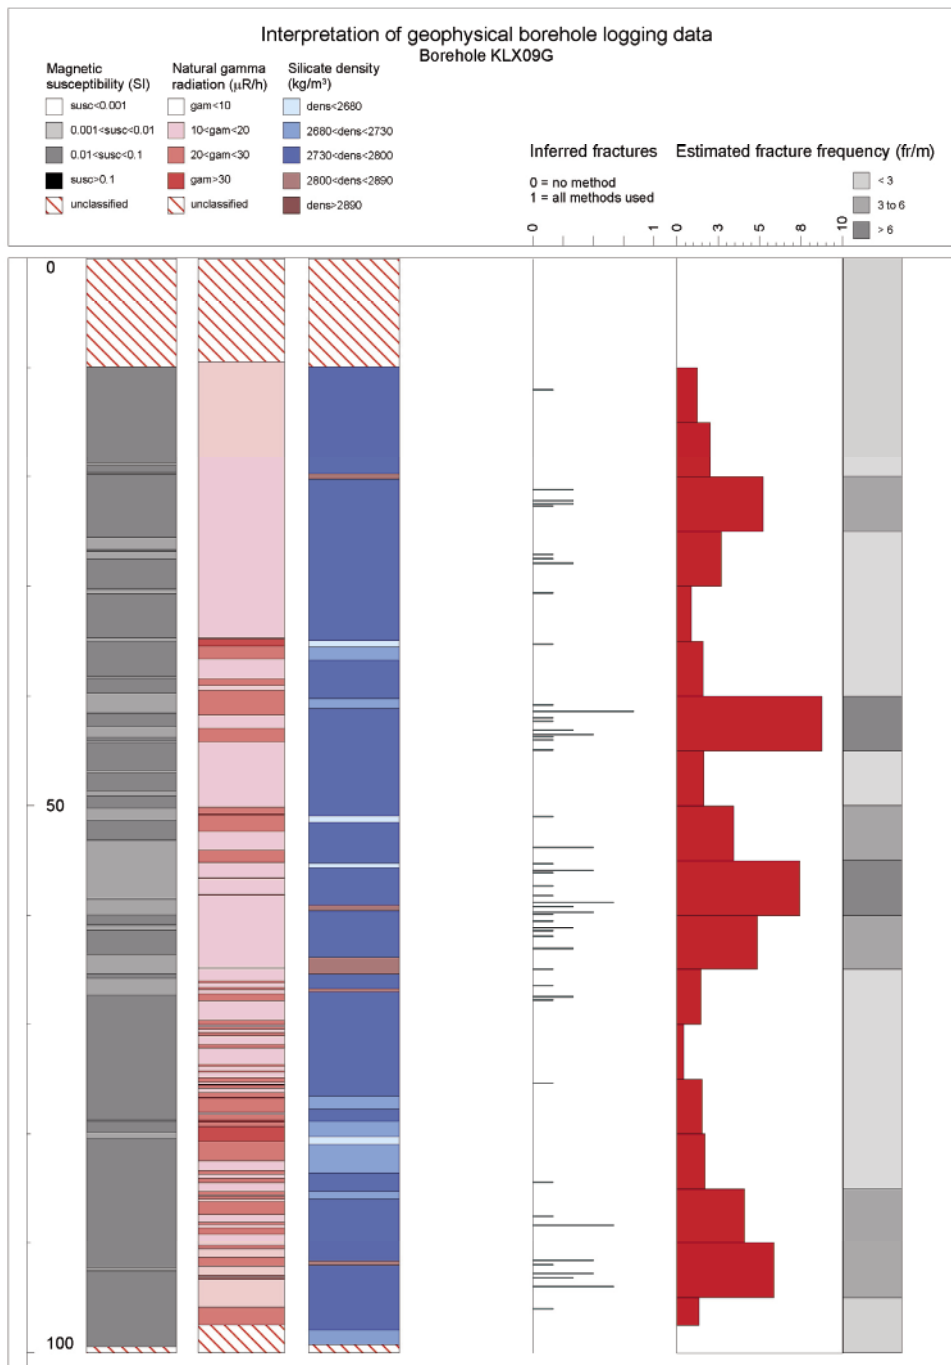 Interpretation of geophysical borehole logging data
Borehole KLX09G
Magnetic
susceptibility (SI)
susc<0.001
0.001<susc<0.01
0.01<susc<0.1
susc>0.1
unclassified
Natural gamma
radiation (µR/h)
gam<10
10<gam<20
20<gam<30
gam>30
unclassified
Silicate density
(kg/m³)
dens<2680
2680<dens<2730
2730<dens<2800
2800<dens<2890
dens>2890
Inferred fractures
0 = no method
1 = all methods used
0 1
Estimated fracture frequency (fr/m)
< 3
3 to 6
> 6
0 3 5 8 10
0
50
100